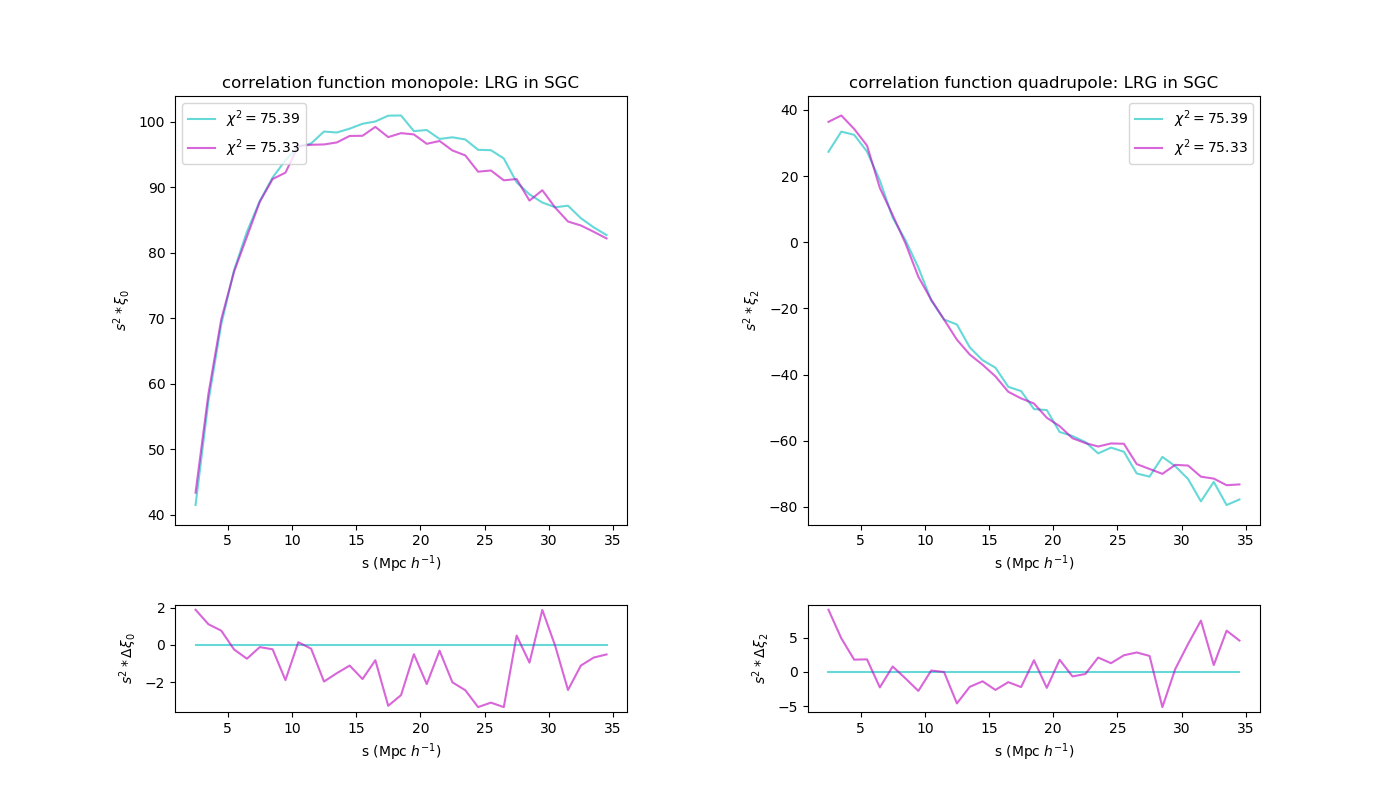 correlation function monopole: LRG in SGC
χ² = 75.39
χ² = 75.33
100
90
80
70
60
50
40
s² * ξ₀
5 10 15 20 25 30 35
s (Mpc h⁻¹)
2
0
−2
s² * Δξ₀
5 10 15 20 25 30 35
s (Mpc h⁻¹)
correlation function quadrupole: LRG in SGC
χ² = 75.39
χ² = 75.33
40
20
0
−20
−40
−60
−80
s² * ξ₂
5 10 15 20 25 30 35
s (Mpc h⁻¹)
5
0
−5
s² * Δξ₂
5 10 15 20 25 30 35
s (Mpc h⁻¹)